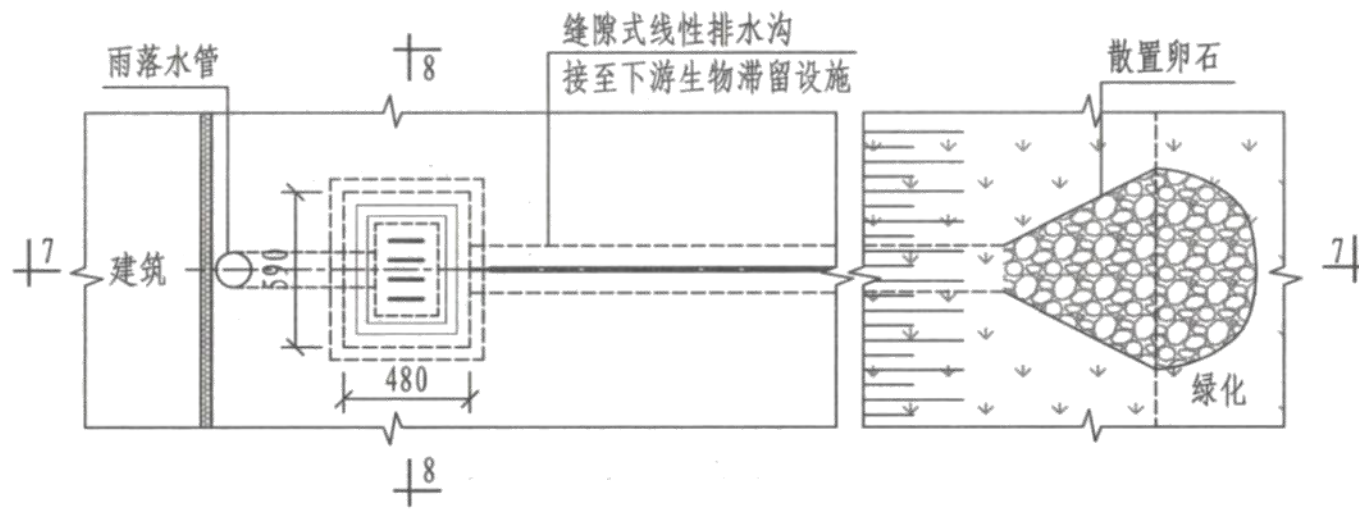 雨落水管
8
缝隙式线性排水沟
接至下游生物滞留设施
散置卵石
7
建筑
590
7
480
绿化
8